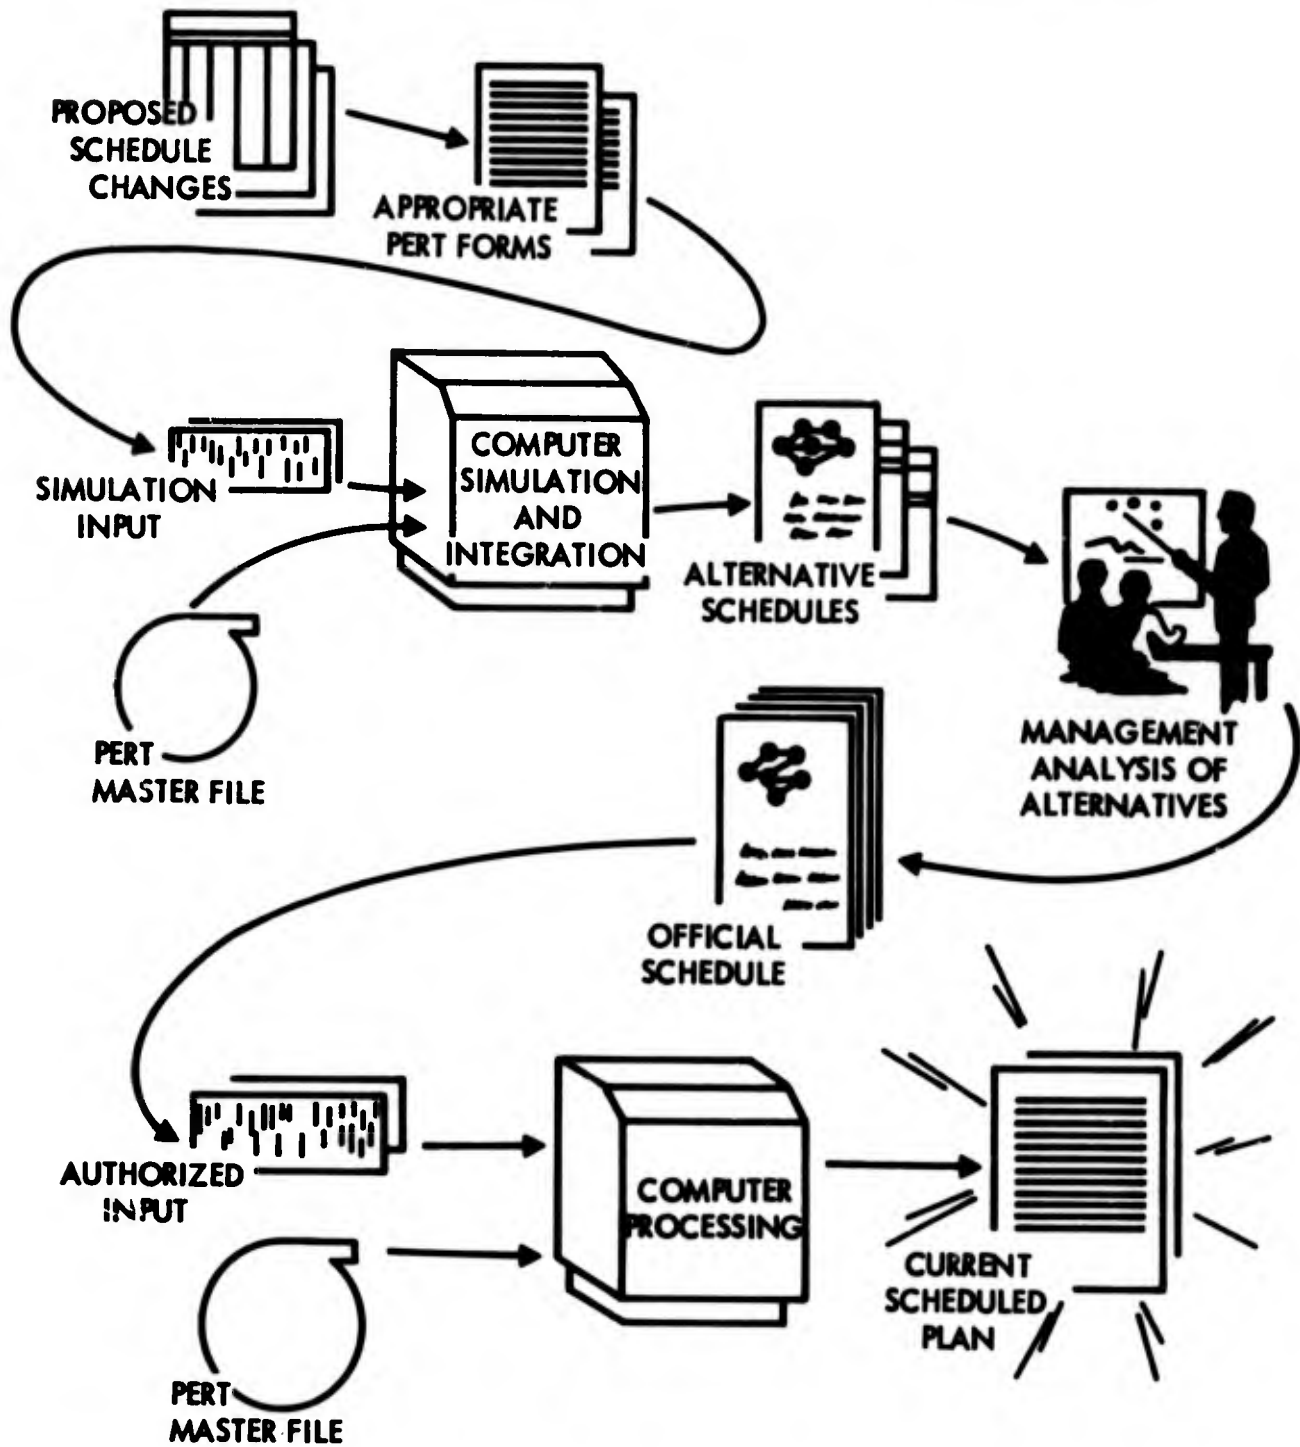 PROPOSED
SCHEDULE
CHANGES
APPROPRIATE
PERT FORMS
SIMULATION
INPUT
COMPUTER
SIMULATION
AND
INTEGRATION
ALTERNATIVE
SCHEDULES
PERT
MASTER FILE
MANAGEMENT
ANALYSIS OF
ALTERNATIVES
OFFICIAL
SCHEDULE
AUTHORIZED
INPUT
COMPUTER
PROCESSING
CURRENT
SCHEDULED
PLAN
PERT
MASTER FILE